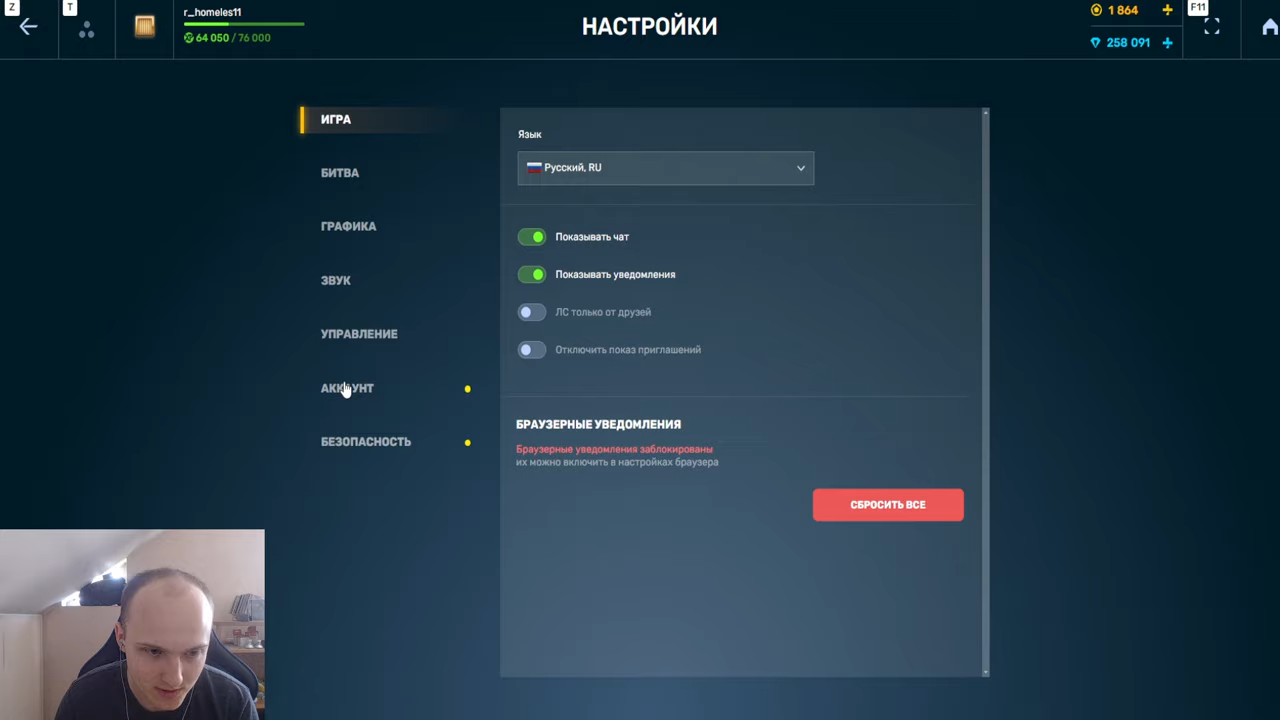 Z
T
r_homeles11
64 050 / 76 000
НАСТРОЙКИ
1 864 +
258 091 +
F11
ИГРА
БИТВА
ГРАФИКА
ЗВУК
УПРАВЛЕНИЕ
АККАУНТ
БЕЗОПАСНОСТЬ
Язык
Русский, RU
Показывать чат
Показывать уведомления
ЛС только от друзей
Отключить показ приглашений
БРАУЗЕРНЫЕ УВЕДОМЛЕНИЯ
Браузерные уведомления заблокированы
их можно включить в настройках браузера
СБРОСИТЬ ВСЕ